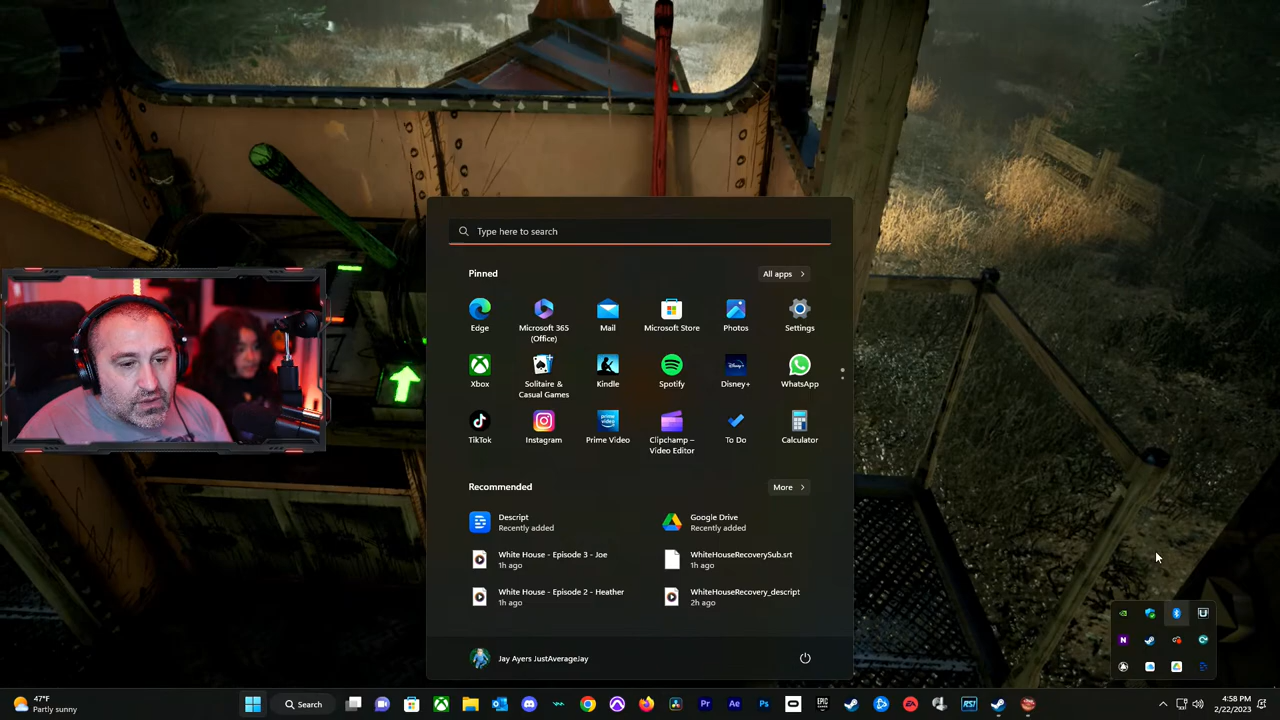 Type here to search
Pinned
All apps
Edge
Microsoft 365
(Office)
Mail
Microsoft Store
Photos
Settings
Xbox
Solitaire &
Casual Games
Kindle
Spotify
Disney+
WhatsApp
TikTok
Instagram
Prime Video
Clipchamp –
Video Editor
To Do
Calculator
Recommended
More
Descript
Recently added
Google Drive
Recently added
White House - Episode 3 - Joe
1h ago
WhiteHouseRecoverySub.srt
1h ago
White House - Episode 2 - Heather
1h ago
WhiteHouseRecovery_descript
2h ago
Jay Ayers JustAverageJay
47°F
Partly sunny
Search
4:58 PM
2/22/2023